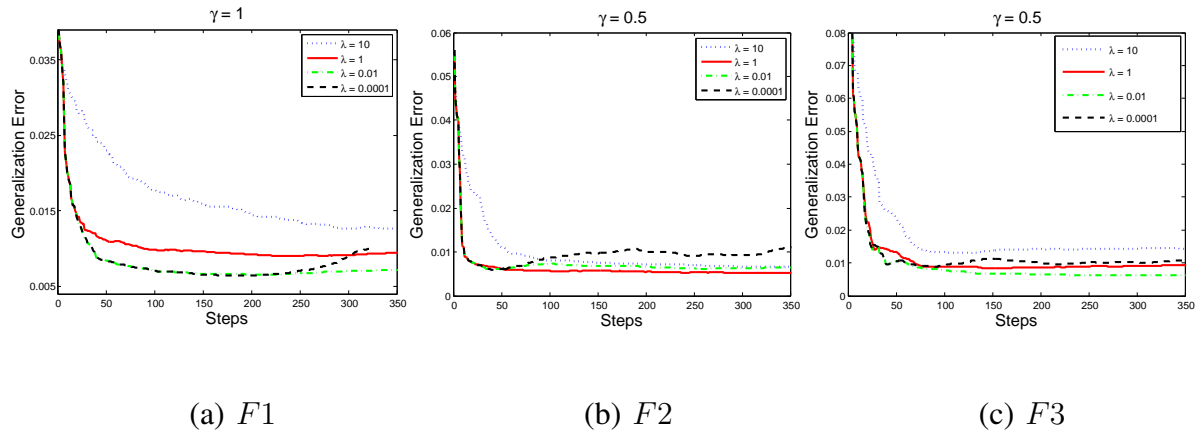 γ = 1
Generalization Error
0.035
0.025
0.015
0.005
0 50 100 150 200 250 300 350
Steps
λ = 10
λ = 1
λ = 0.01
λ = 0.0001
(a) F1
γ = 0.5
Generalization Error
0.06
0.05
0.04
0.03
0.02
0.01
0
0 50 100 150 200 250 300 350
Steps
λ = 10
λ = 1
λ = 0.01
λ = 0.0001
(b) F2
γ = 0.5
Generalization Error
0.08
0.07
0.06
0.05
0.04
0.03
0.02
0.01
0
0 50 100 150 200 250 300 350
Steps
λ = 10
λ = 1
λ = 0.01
λ = 0.0001
(c) F3